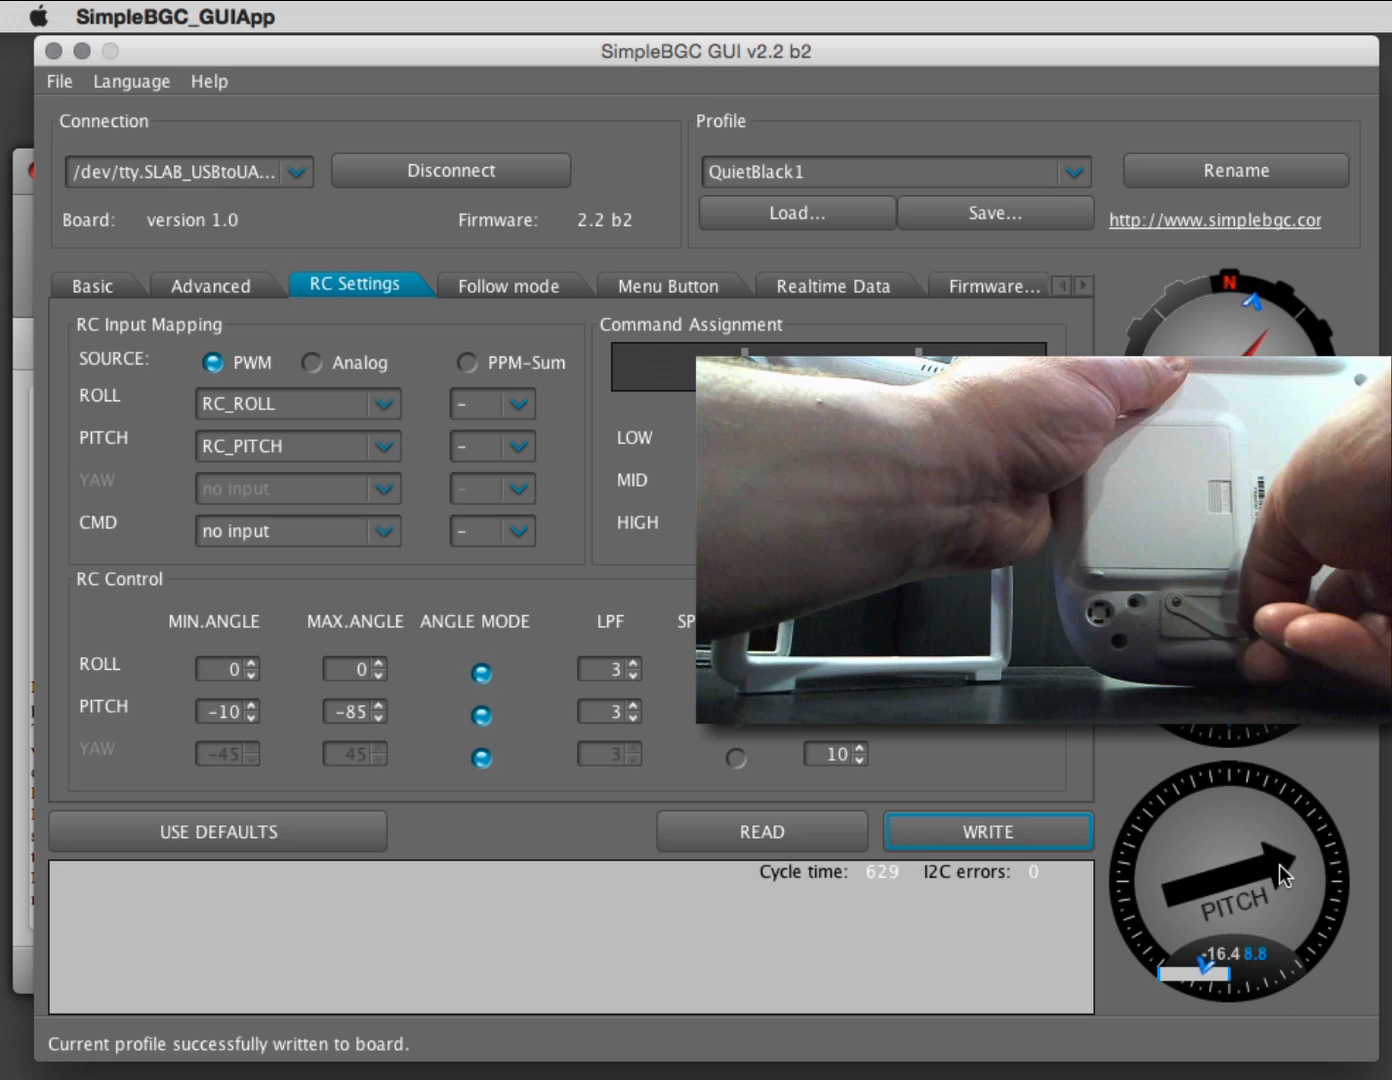 SimpleBGC_GUIApp
SimpleBGC GUI v2.2 b2
File Language Help
Connection
Profile
/dev/tty.SLAB_USBtoUA...
Disconnect
QuietBlack1
Rename
Load...
Save...
Board: version 1.0 Firmware: 2.2 b2
http://www.simplebgc.cor
Basic Advanced RC Settings Follow mode Menu Button Realtime Data Firmware...
N
RC Input Mapping
Command Assignment
SOURCE: PWM Analog PPM-Sum
ROLL RC_ROLL -
PITCH RC_PITCH -
YAW no input -
CMD no input -
LOW
MID
HIGH
RC Control
MIN.ANGLE MAX.ANGLE ANGLE MODE LPF SP
ROLL 0 0 3
PITCH -10 -85 3
YAW -45 45 3 10
USE DEFAULTS READ WRITE
Cycle time: 629 I2C errors: 0
PITCH
-16.4 8.8
Current profile successfully written to board.